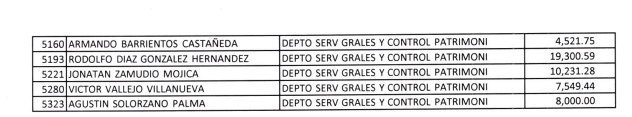 5160 ARMANDO BARRIENTOS CASTAÑEDA DEPTO SERV GRALES Y CONTROL PATRIMONI 4,521.75
5193 RODOLFO DIAZ GONZALEZ HERNANDEZ DEPTO SERV GRALES Y CONTROL PATRIMONI 19,300.59
5221 JONATAN ZAMUDIO MOJICA DEPTO SERV GRALES Y CONTROL PATRIMONI 10,231.28
5280 VICTOR VALLEJO VILLANUEVA DEPTO SERV GRALES Y CONTROL PATRIMONI 7,549.44
5323 AGUSTIN SOLORZANO PALMA DEPTO SERV GRALES Y CONTROL PATRIMONI 8,000.00